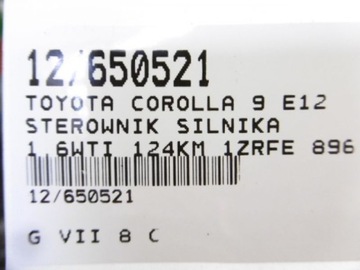 12/650521
TOYOTA COROLLA 9 E12
STEROWNIK SILNIKA
1.6WTI 124KM 1ZRFE 896
12/650521
G VII 8 C